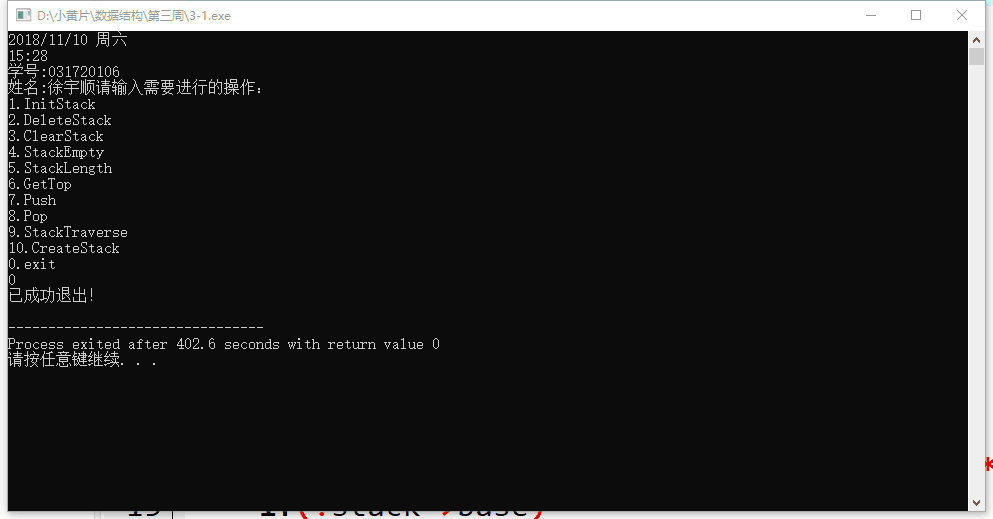 D:\小黄片\数据结构\第三周\3-1.exe
2018/11/10 周六
15:28
学号:031720106
姓名:徐宇顺请输入需要进行的操作:
1.InitStack
2.DeleteStack
3.ClearStack
4.StackEmpty
5.StackLength
6.GetTop
7.Push
8.Pop
9.StackTraverse
10.CreateStack
0.exit
0
已成功退出!
--------------------------------
Process exited after 402.6 seconds with return value 0
请按任意键继续. . .